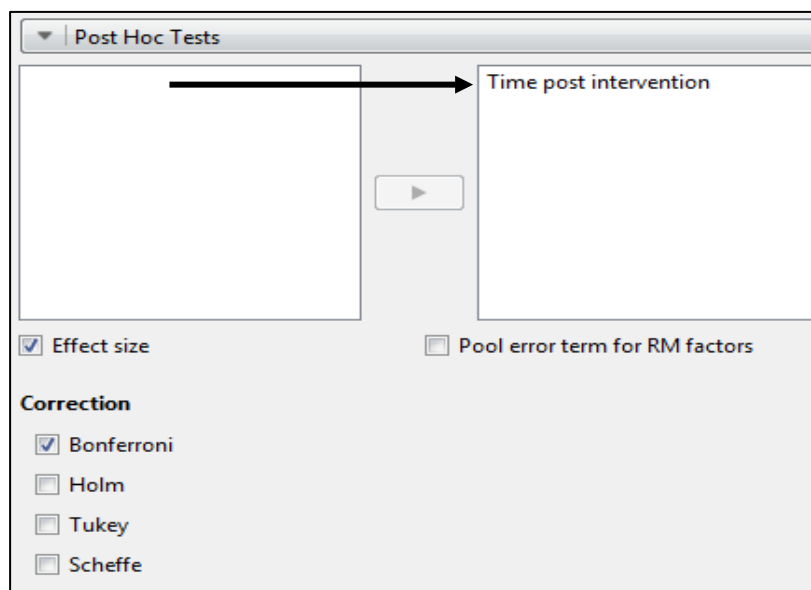 Post Hoc Tests
Time post intervention
Effect size
Pool error term for RM factors
Correction
Bonferroni
Holm
Tukey
Scheffe